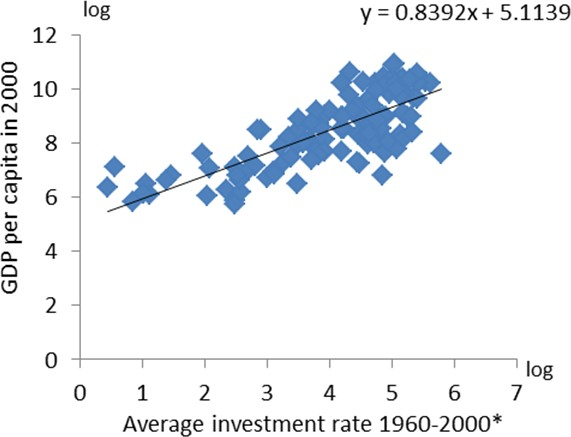 log
y = 0.8392x + 5.1139
12
10
8
6
4
2
0
GDP per capita in 2000
0 1 2 3 4 5 6 7
log
Average investment rate 1960-2000*